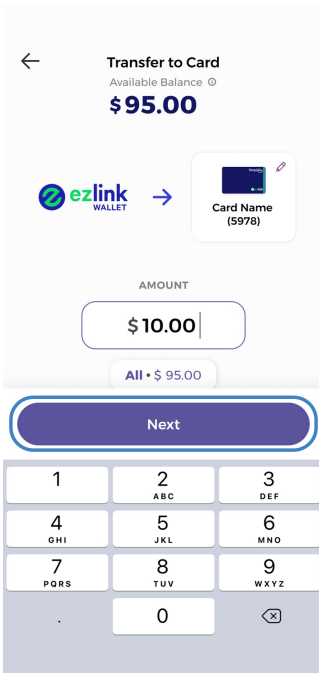 Transfer to Card
Available Balance
$95.00
ezlink
WALLET
Card Name
(5978)
AMOUNT
$ 10.00
All • $ 95.00
Next
1
2
ABC
3
DEF
4
GHI
5
JKL
6
MNO
7
PQRS
8
TUV
9
WXYZ
.
0